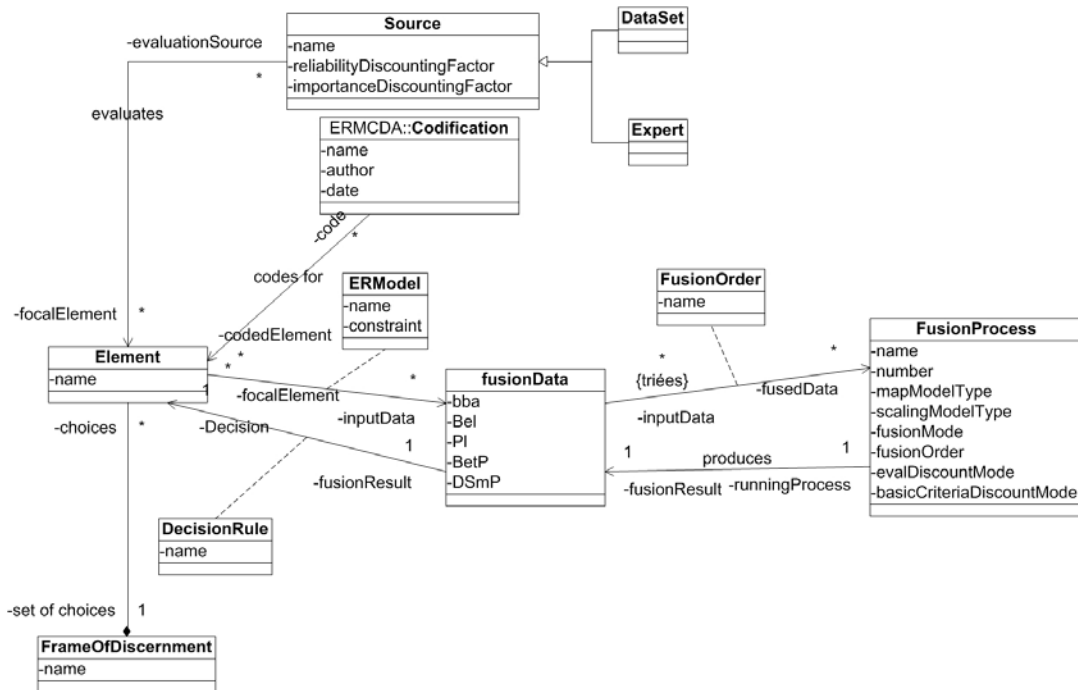 Source
-name
-reliabilityDiscountingFactor
-importanceDiscountingFactor
DataSet
Expert
-evaluationSource
*
evaluates
ERMCDA::Codification
-name
-author
-date
-code
*
codes for
-codedElement
*
-focalElement
*
ERModel
-name
-constraint
FusionOrder
-name
Element
-name
*
1
-focalElement
*
-inputData
fusionData
-bba
-Bel
-Pl
-BetP
-DSmP
*
{triées}
-inputData
*
-fusedData
FusionProcess
-name
-number
-mapModelType
-scalingModelType
-fusionMode
-fusionOrder
-evalDiscountMode
-basicCriteriaDiscountMode
-choices
*
-Decision
1
-fusionResult
1
produces
1
-fusionResult
-runningProcess
DecisionRule
-name
-set of choices
1
FrameOfDiscernment
-name